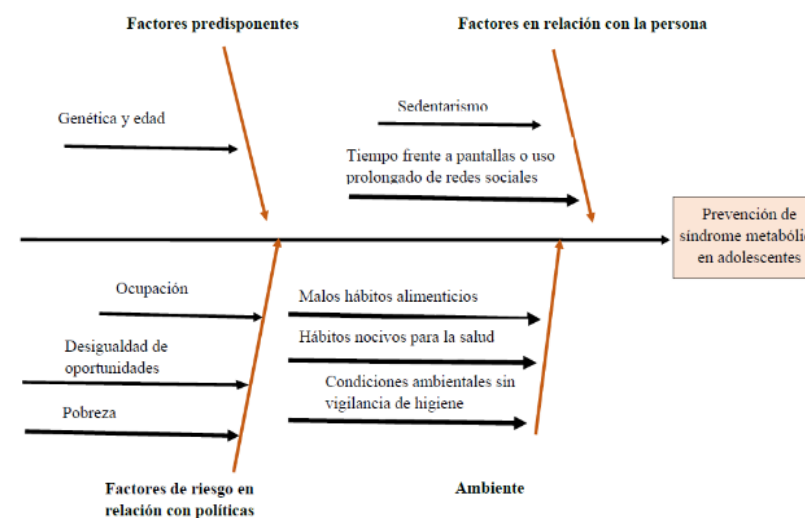 Factores predisponentes
Factores en relación con la persona
Genética y edad
Sedentarismo
Tiempo frente a pantallas o uso
prolongado de redes sociales
Prevención de
síndrome metabóli
en adolescentes
Ocupación
Malos hábitos alimenticios
Hábitos nocivos para la salud
Desigualdad de
oportunidades
Condiciones ambientales sin
vigilancia de higiene
Pobreza
Factores de riesgo en
relación con políticas
Ambiente